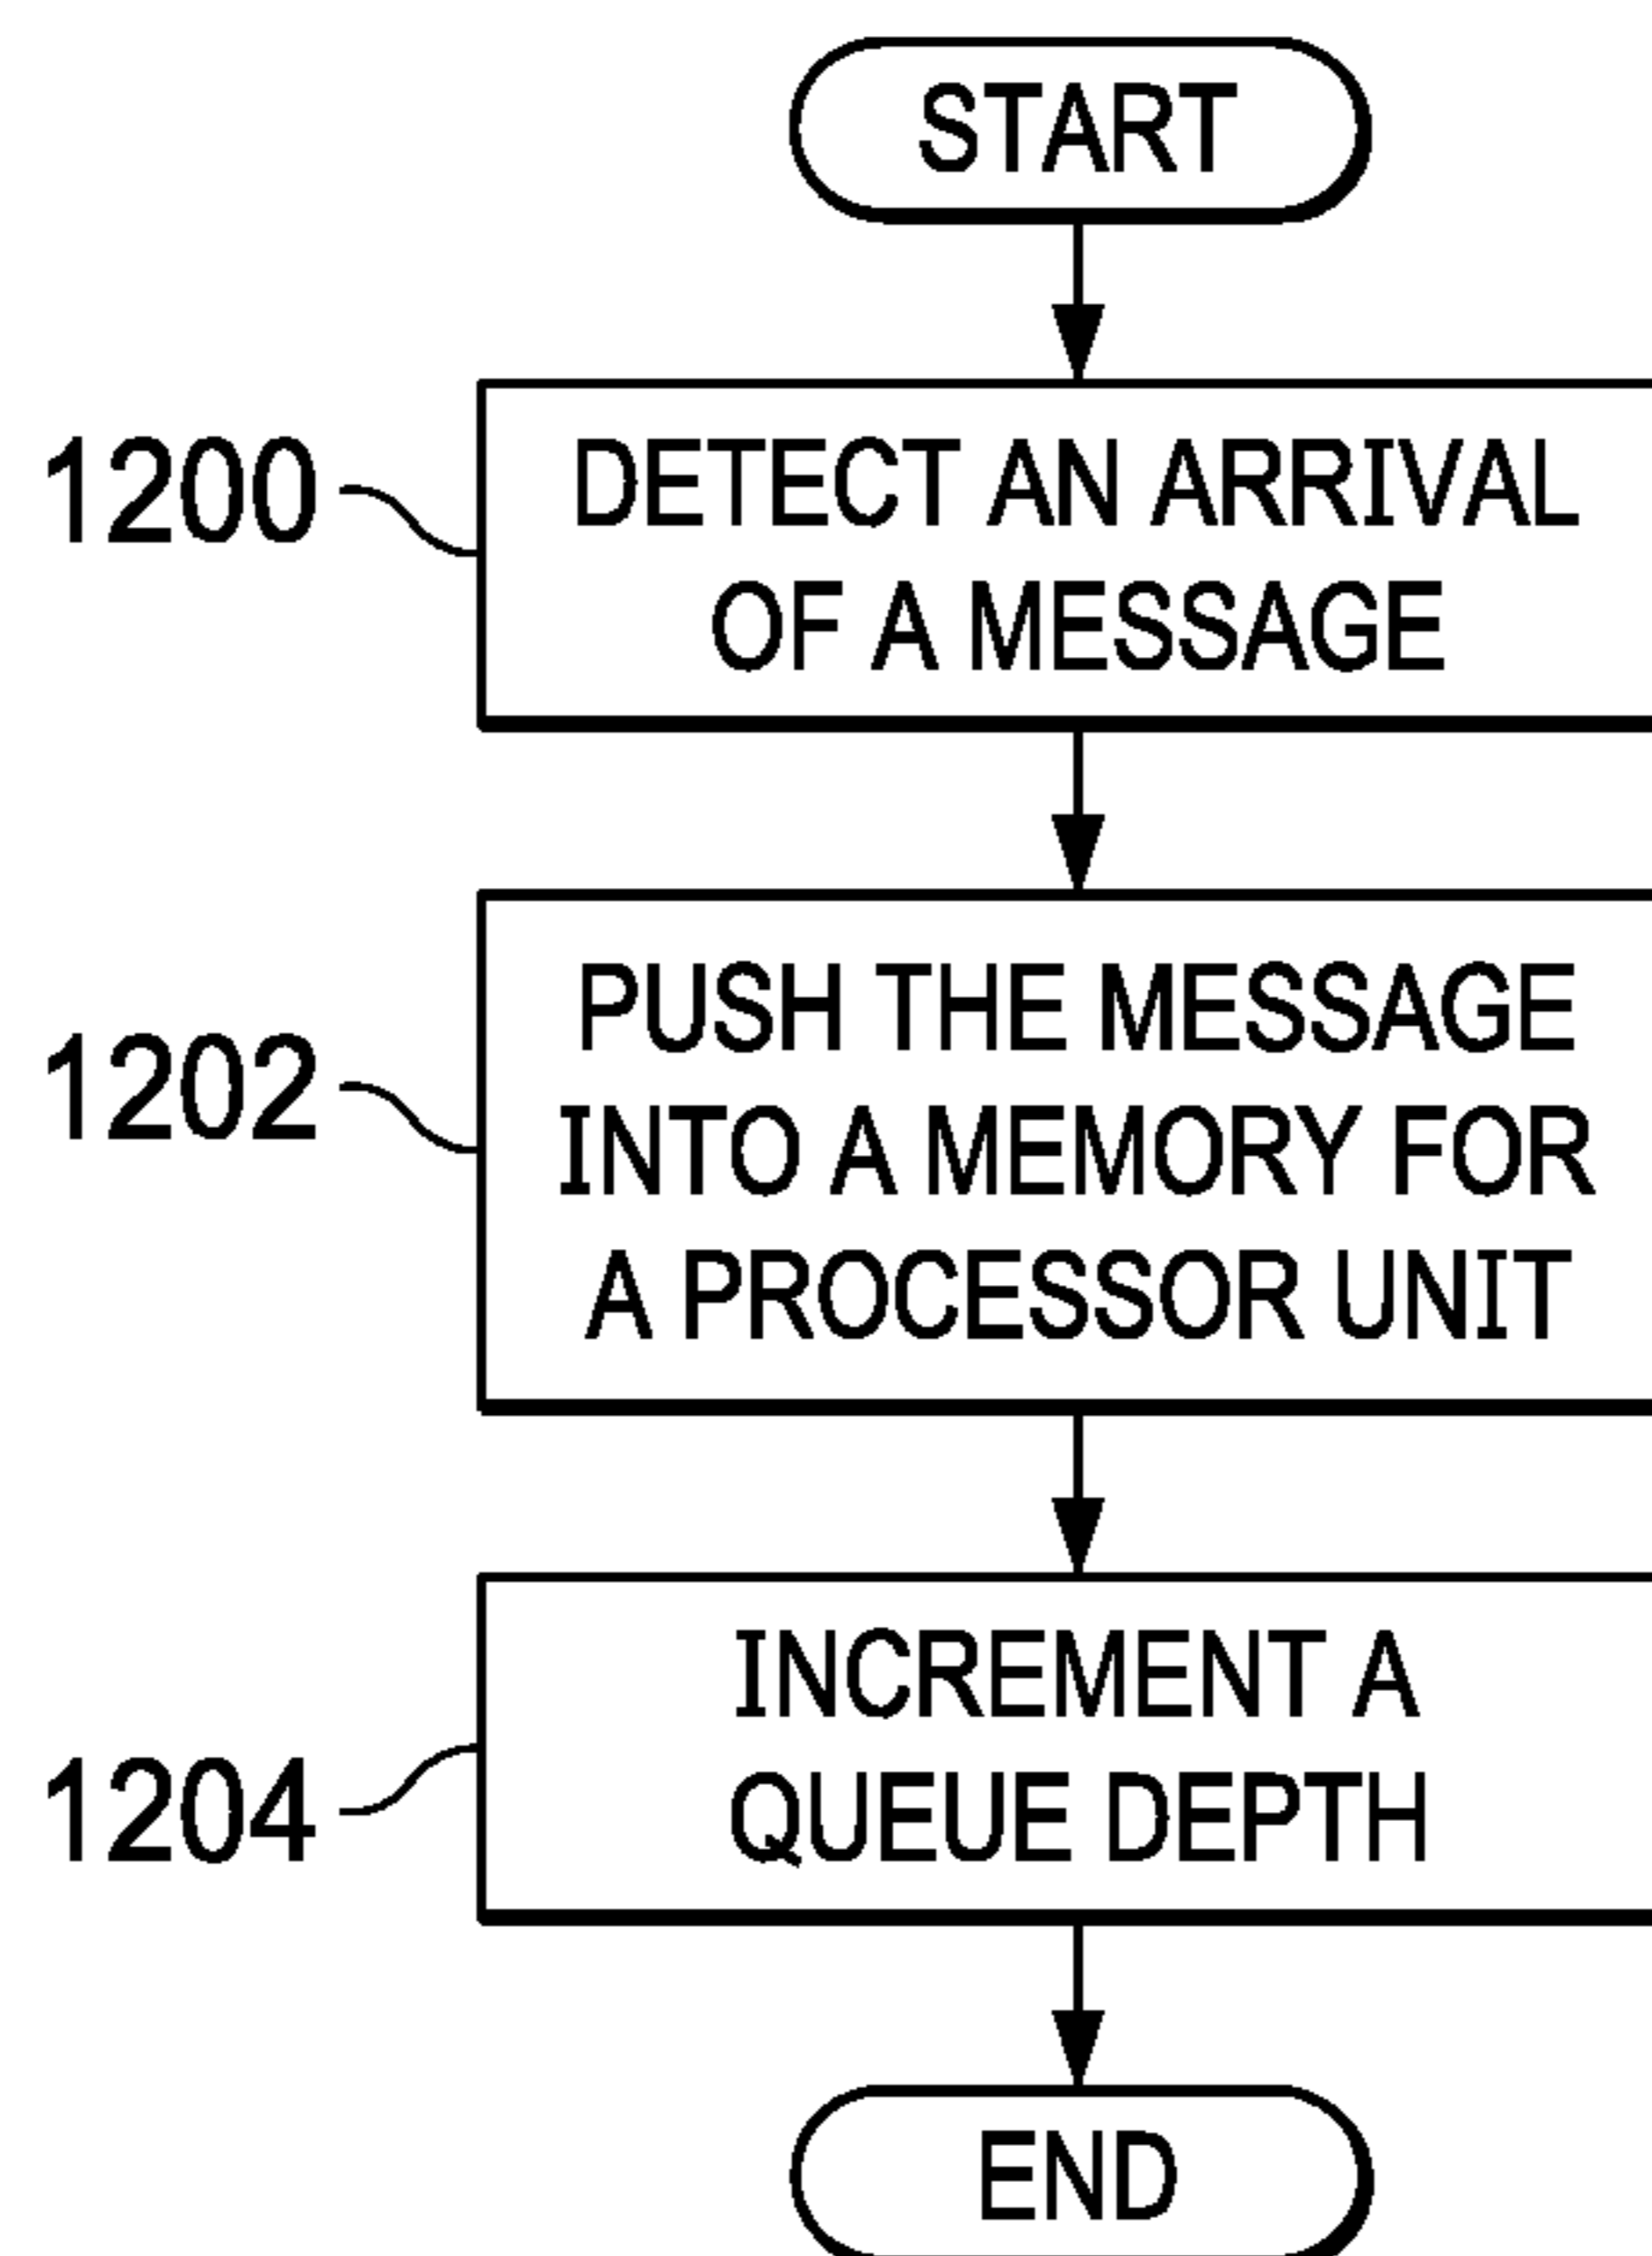 START
1200
DETECT AN ARRIVAL
OF A MESSAGE
1202
PUSH THE MESSAGE
INTO A MEMORY FOR
A PROCESSOR UNIT
1204
INCREMENT A
QUEUE DEPTH
END